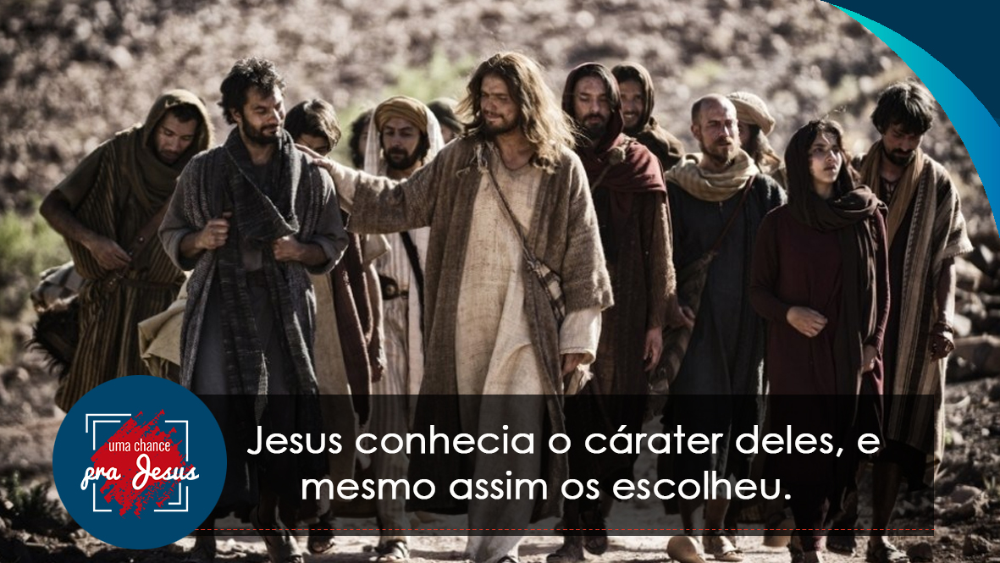 uma chance
pra Jesus
Jesus conhecia o cárater deles, e
mesmo assim os escolheu.